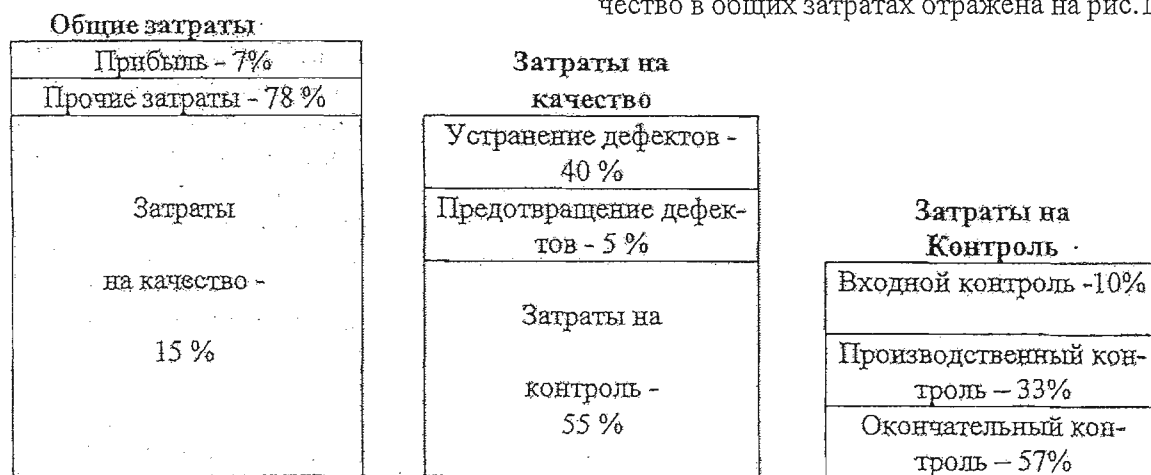 чество в общих затратах отражена на рис.1
Общие затраты
Прибыль - 7%
Прочие затраты - 78 %
Затраты
на качество -
15 %
Затраты на
качество
Устранение дефектов -
40 %
Предотвращение дефек-
тов - 5 %
Затраты на
контроль -
55 %
Затраты на
Контроль
Входной контроль -10%
Производственный кон-
троль – 33%
Окончательный кон-
троль – 57%